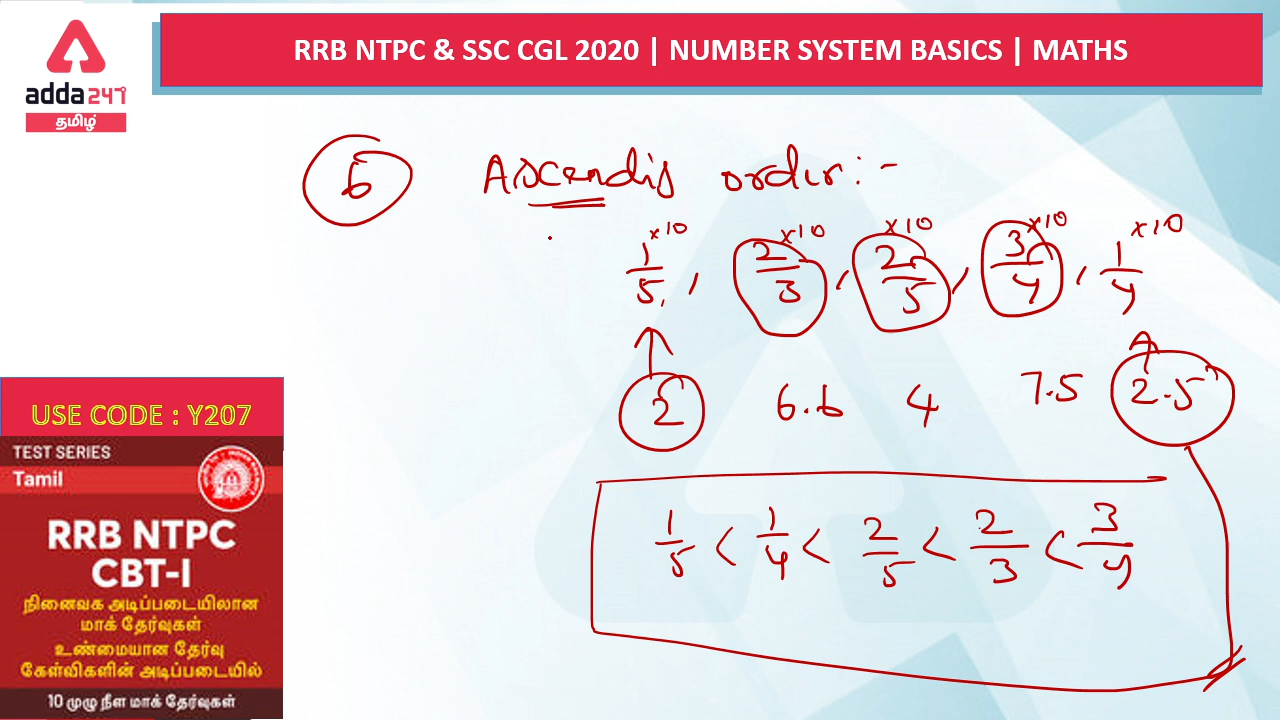 RRB NTPC & SSC CGL 2020 | NUMBER SYSTEM BASICS | MATHS
adda247
தமிழ்
6 Ascending order :-
1/5 ×10 , 2/3 ×10 , 2/5 ×10 , 3/4 ×10 , 1/4 ×10
2 6.6 4 7.5 2.5
1/5 < 1/4 < 2/5 < 2/3 < 3/4
USE CODE : Y207
TEST SERIES
Tamil
RRB NTPC
CBT-I
நினைவக அடிப்படையிலான
மாக் தேர்வுகள்
உண்மையான தேர்வு
கேள்விகளின் அடிப்படையில்
10 முழு நீள மாக் தேர்வுகள்